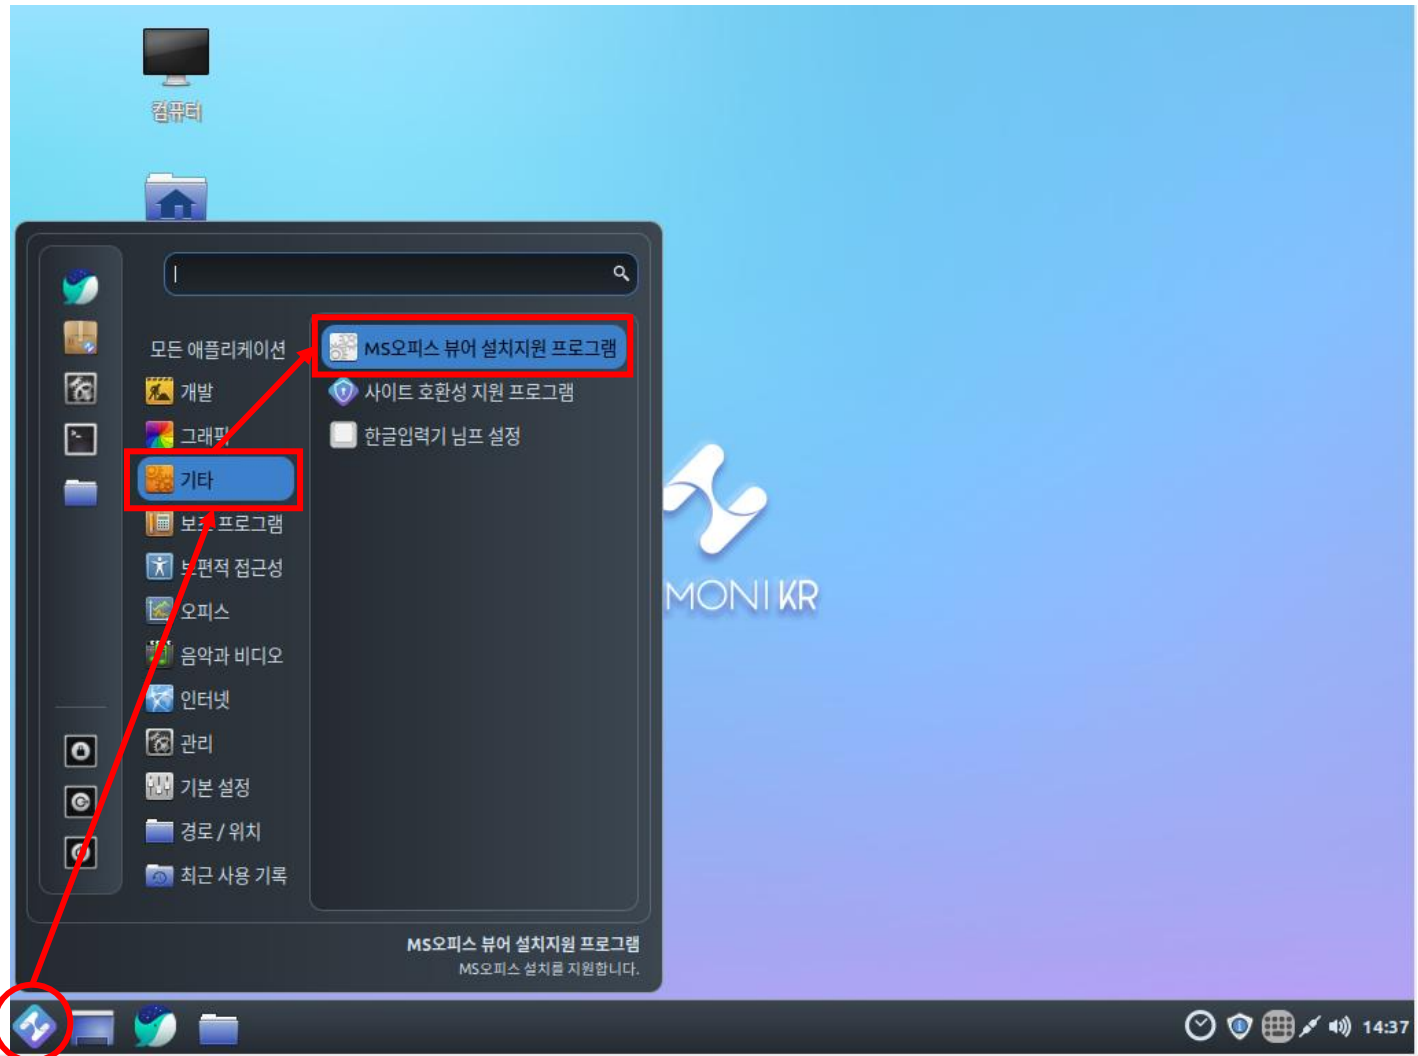 컴퓨터
모든 애플리케이션
개발
그래픽
기타
보조 프로그램
보편적 접근성
오피스
음악과 비디오
인터넷
관리
기본 설정
경로 / 위치
최근 사용 기록
MS오피스 뷰어 설치지원 프로그램
사이트 호환성 지원 프로그램
한글입력기 님프 설정
MONI KR
MS오피스 뷰어 설치지원 프로그램
MS오피스 설치를 지원합니다.
14:37